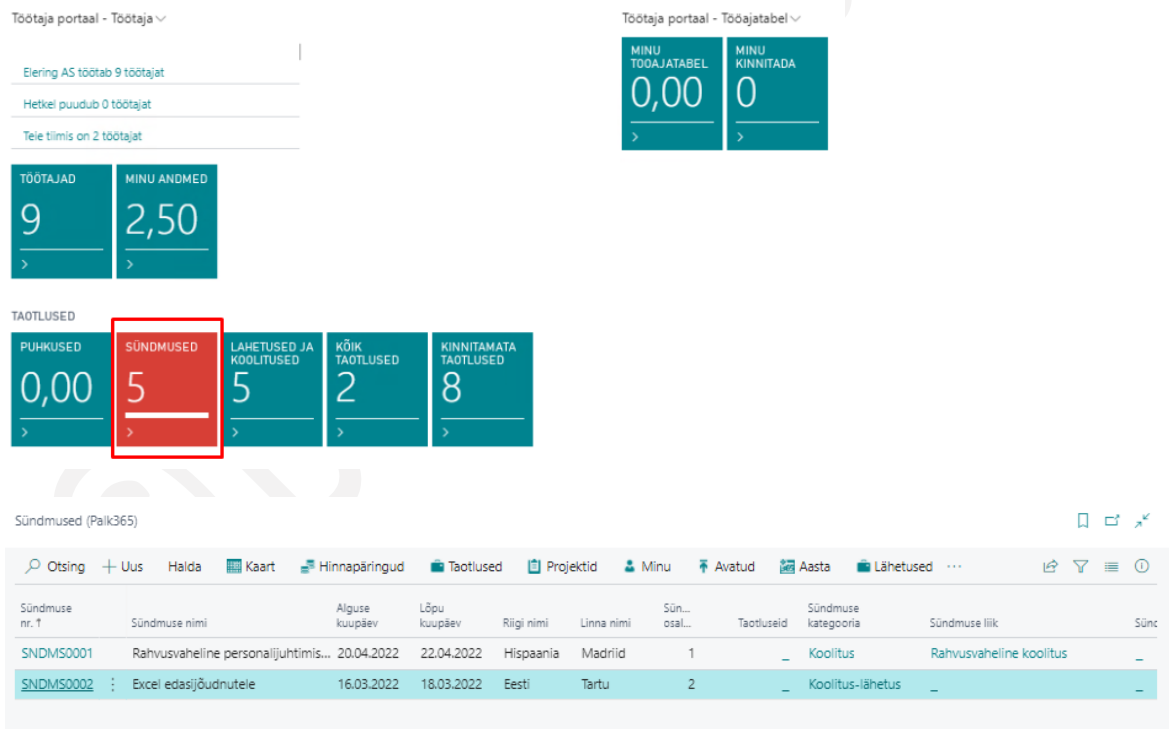 Töötaja portaal - Töötaja
Elering AS töötab 9 töötajat
Hetkel puudub 0 töötajat
Teie tiimis on 2 töötajat
TÖÖTAJAD
9
MINU ANDMED
2,50
Töötaja portaal - Tööajatabel
MINU
TÖÖAJATABEL
0,00
MINU
KINNITADA
0
TAOTLUSED
PUHKUSED
0,00
SÜNDMUSED
5
LÄHETUSED JA
KOOLITUSED
5
KÕIK
TAOTLUSED
2
KINNITAMATA
TAOTLUSED
8
Sündmused (Palk365)
Otsing + Uus Halda Kaart Hinnapäringud Taotlused Projektid Minu Avatud Aasta Lähetused ...
Sündmuse nr. ↑ Sündmuse nimi Alguse kuupäev Lõpu kuupäev Riigi nimi Linna nimi Sün... osal... Taotluseid Sündmuse kategooria Sündmuse liik Sünd
SNDMS0001 Rahvusvaheline personalijuhtimis... 20.04.2022 22.04.2022 Hispaania Madriid 1 _ Koolitus Rahvusvaheline koolitus _
SNDMS0002 Excel edasijõudnutele 16.03.2022 18.03.2022 Eesti Tartu 2 _ Koolitus-lähetus _ _